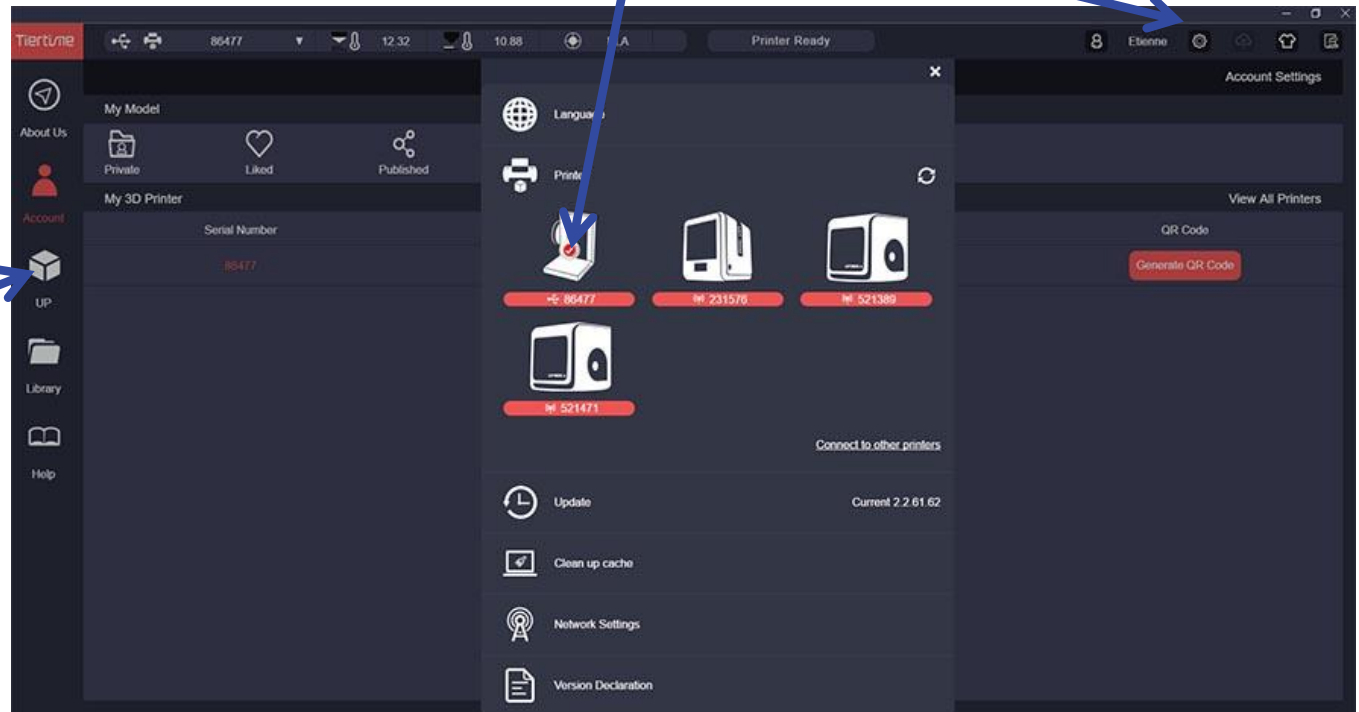 Tiertime 86477 12.32 10.88 Printer Ready 8 Etienne
Account Settings
My Model
About Us
Language
Private Liked Published
Printer
My 3D Printer
View All Printers
Account
Serial Number
QR Code
86477
Generate QR Code
UP
86477 231576 521389
Library
521471
Connect to other printers
Help
Update Current 2.2.61.62
Clean up cache
Network Settings
Version Declaration